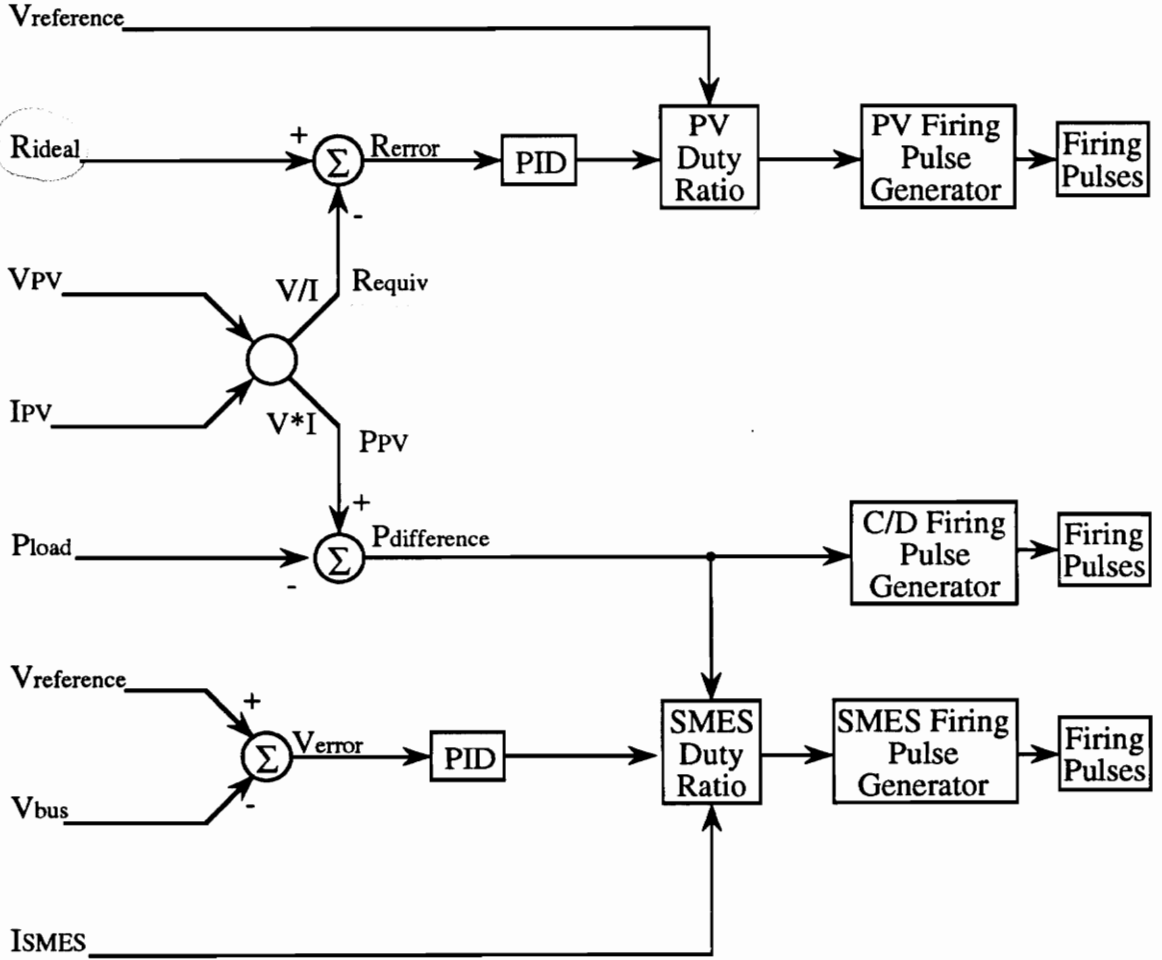 Vreference
Rideal
+
Σ
-
Rerror
PID
PV
Duty
Ratio
PV Firing
Pulse
Generator
Firing
Pulses
VPV
V/I
Requiv
IPV
V*I
PPV
Pload
+
-
Σ
Pdifference
C/D Firing
Pulse
Generator
Firing
Pulses
Vreference
+
Σ
-
Verror
PID
SMES
Duty
Ratio
SMES Firing
Pulse
Generator
Firing
Pulses
Vbus
ISMES